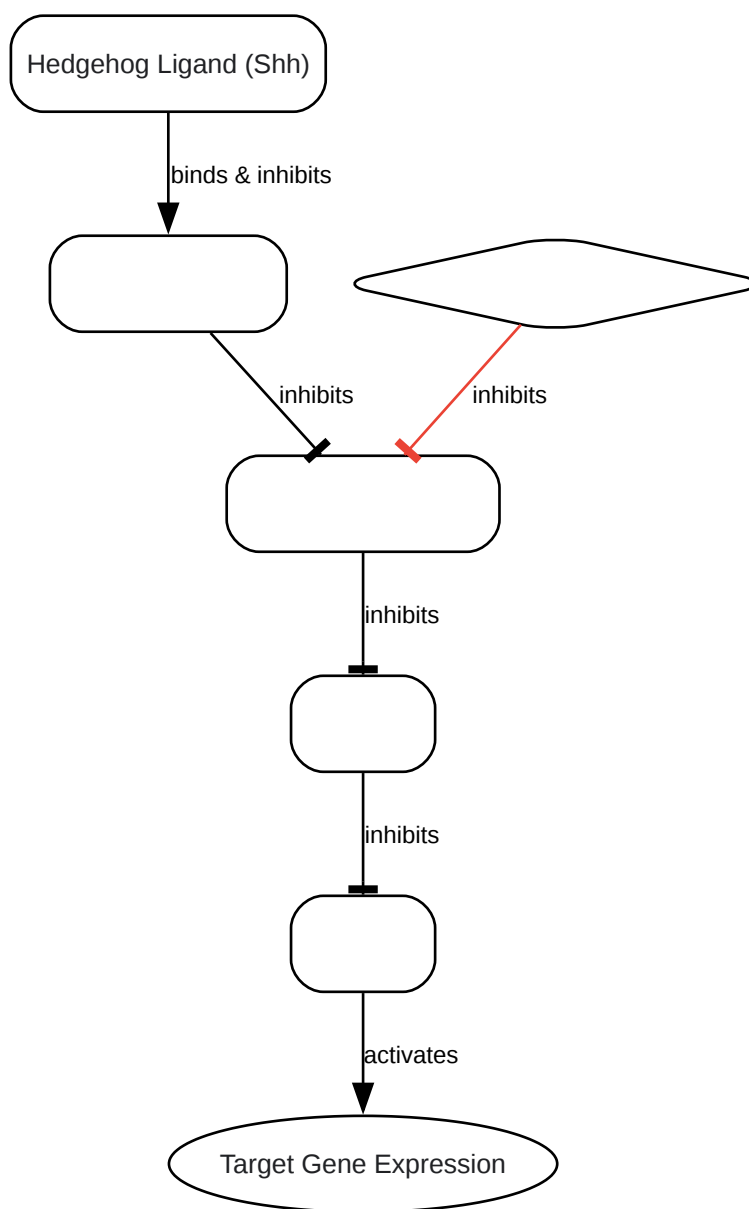 Hedgehog Ligand (Shh)
binds & inhibits
inhibits
inhibits
inhibits
inhibits
activates
Target Gene Expression